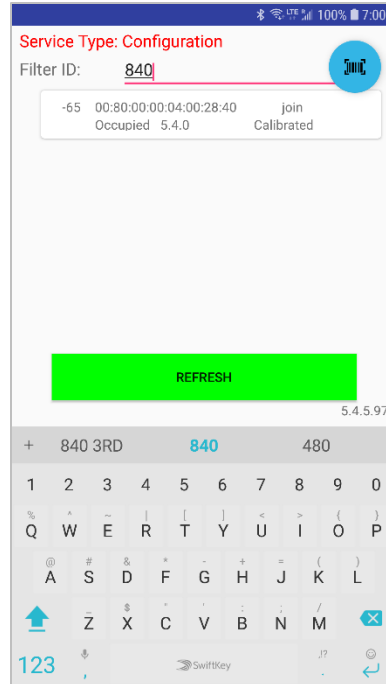 LTE 100% 7:00
Service Type: Configuration
Filter ID: 840
-65 00:80:00:00:04:00:28:40 join
Occupied 5.4.0 Calibrated
REFRESH
5.4.5.97
+ 840 3RD 840 480
1 2 3 4 5 6 7 8 9 0
% ^ ~ | [ ] < > { }
Q W E R T Y U I O P
@ # & * - + = ( )
A S D F G H J K L
_ $ " ' : ; /
Z X C V B N M
123 , SwiftKey .!?
.